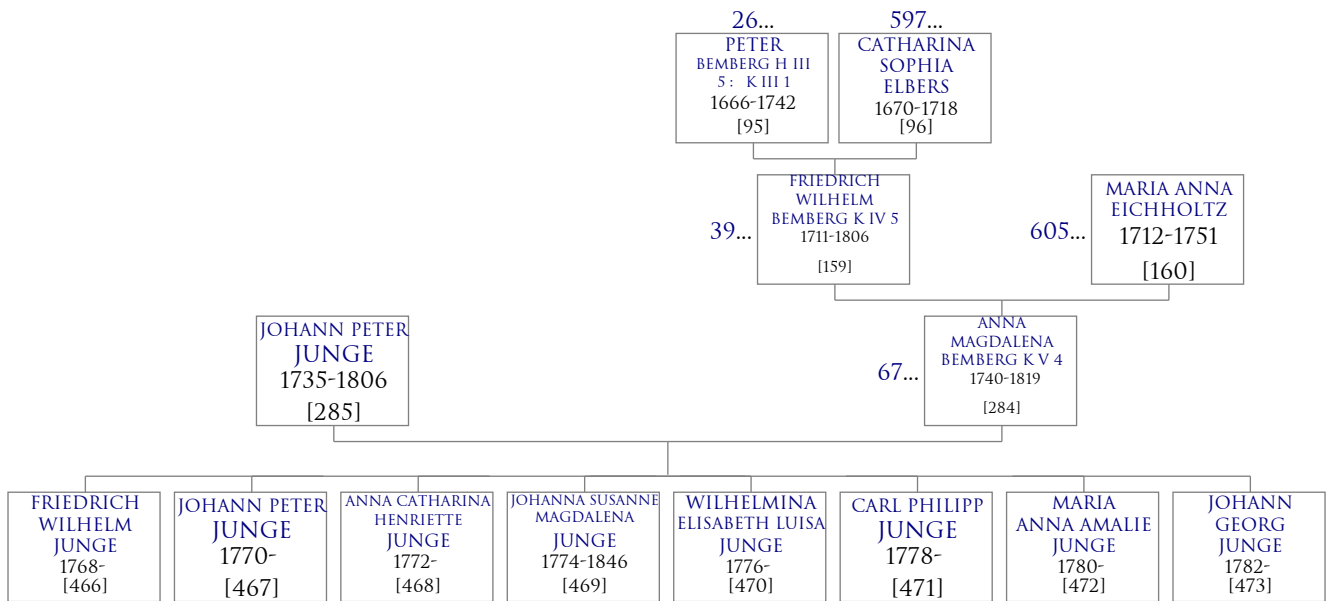 26...
597...
PETER
BEMBERG H III
5 : K III 1
1666-1742
[95]
CATHARINA
SOPHIA
ELBERS
1670-1718
[96]
39...
FRIEDRICH
WILHELM
BEMBERG K IV 5
1711-1806
[159]
605...
MARIA ANNA
EICHHOLTZ
1712-1751
[160]
JOHANN PETER
JUNGE
1735-1806
[285]
67...
ANNA
MAGDALENA
BEMBERG K V 4
1740-1819
[284]
FRIEDRICH
WILHELM
JUNGE
1768-
[466]
JOHANN PETER
JUNGE
1770-
[467]
ANNA CATHARINA
HENRIETTE
JUNGE
1772-
[468]
JOHANNA SUSANNE
MAGDALENA
JUNGE
1774-1846
[469]
WILHELMINA
ELISABETH LUISA
JUNGE
1776-
[470]
CARL PHILIPP
JUNGE
1778-
[471]
MARIA
ANNA AMALIE
JUNGE
1780-
[472]
JOHANN
GEORG
JUNGE
1782-
[473]